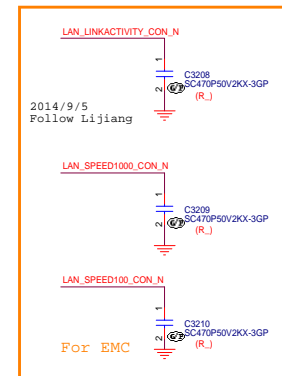 LAN_LINKACTIVITY_CON_N
1
C3208
SC470P50V2KX-3GP
2
(R_)
2014/9/5
Follow Lijiang
LAN_SPEED1000_CON_N
1
C3209
SC470P50V2KX-3GP
2
(R_)
LAN_SPEED100_CON_N
1
C3210
SC470P50V2KX-3GP
2
(R_)
For EMC